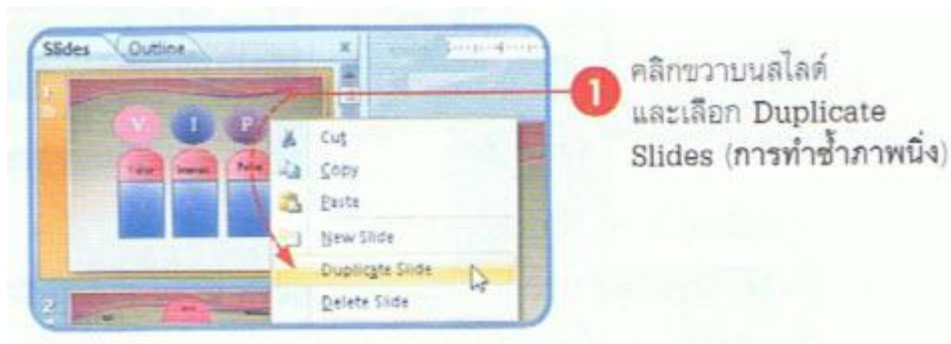 Slides Outline
1
V I P
Cut
Copy
Paste
New Slide
Duplicate Slide
Delete Slide
2
1
คลิกขวาบนสไลด์
และเลือก Duplicate
Slides (การทำซ้ำภาพนิ่ง)